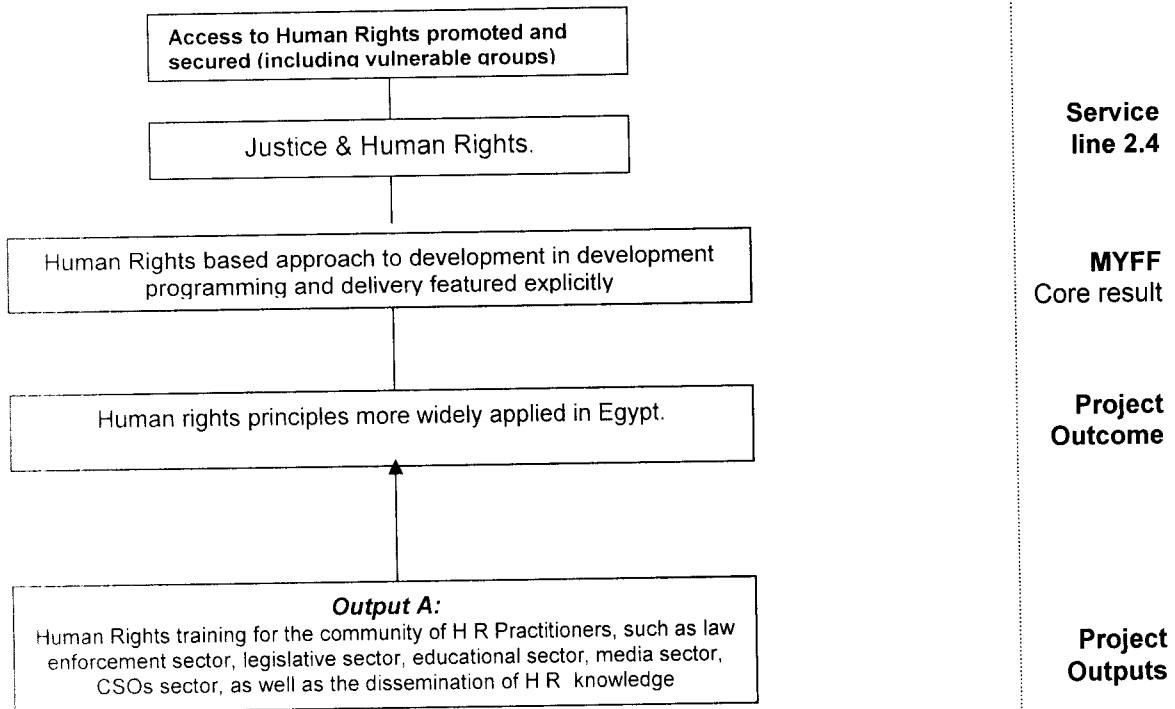 Access to Human Rights promoted and
secured (including vulnerable groups)
Justice & Human Rights.
Service
line 2.4
Human Rights based approach to development in development
programming and delivery featured explicitly
MYFF
Core result
Human rights principles more widely applied in Egypt.
Project
Outcome
Output A:
Human Rights training for the community of H R Practitioners, such as law
enforcement sector, legislative sector, educational sector, media sector,
CSOs sector, as well as the dissemination of H R knowledge
Project
Outputs